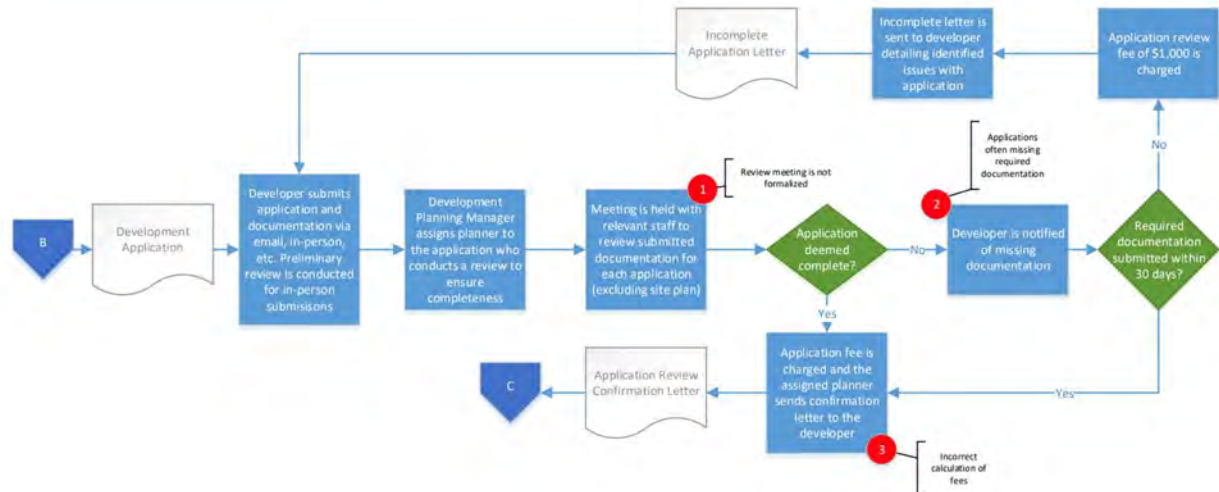 Incomplete
Application Letter
Incomplete letter is
sent to developer
detailing identified
issues with
application
Application review
fee of $1,000 is
charged
No
Applications
often missing
required
documentation
1
Review meeting is not
formalized
2
B
Development
Application
Developer submits
application and
documentation via
email, in-person,
etc. Preliminary
review is conducted
for in-person
submisisons
Development
Planning Manager
assigns planner to
the application who
conducts a review to
ensure
completeness
Meeting is held with
relevant staff to
review submitted
documentation for
each application
(excluding site plan)
Application
deemed
complete?
No
Developer is notified
of missing
documentation
Required
documentation
submitted within
30 days?
Yes
C
Application Review
Confirmation Letter
Application fee is
charged and the
assigned planner
sends confirmation
letter to the
developer
Yes
3
Incorrect
calculation of
fees